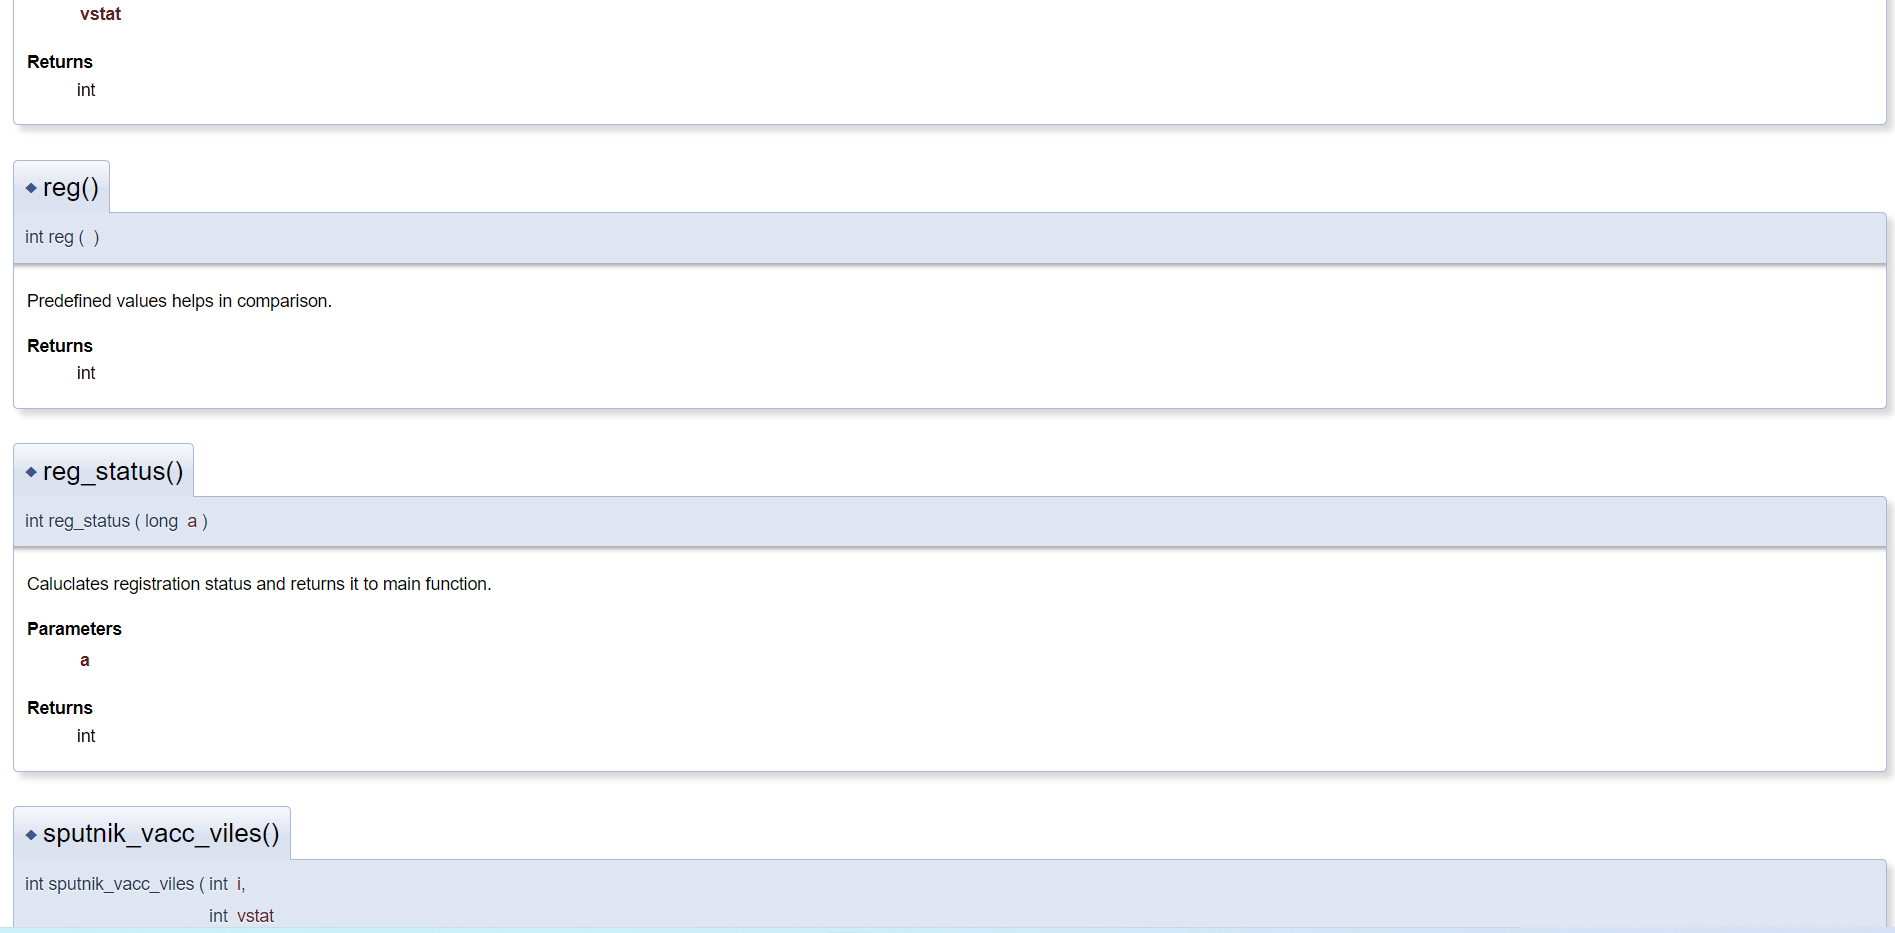 vstat
Returns
int
◆ reg()
int reg ( )
Predefined values helps in comparison.
Returns
int
◆ reg_status()
int reg_status ( long a )
Caluclates registration status and returns it to main function.
Parameters
a
Returns
int
◆ sputnik_vacc_viles()
int sputnik_vacc_viles ( int i,
int vstat